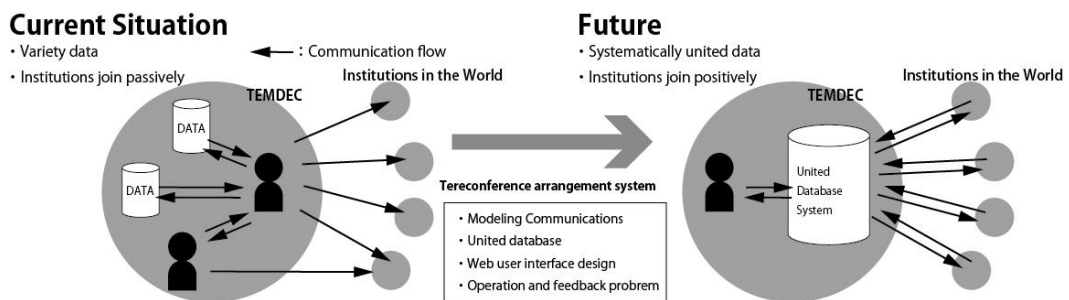 Current Situation
・Variety data
・Institutions join passively
：Communication flow
Institutions in the World
TEMDEC
DATA
DATA
Tereconference arrangement system
・Modeling Communications
・United database
・Web user interface design
・Operation and feedback probrem
Future
・Systematically united data
・Institutions join positively
Institutions in the World
TEMDEC
United
Database
System